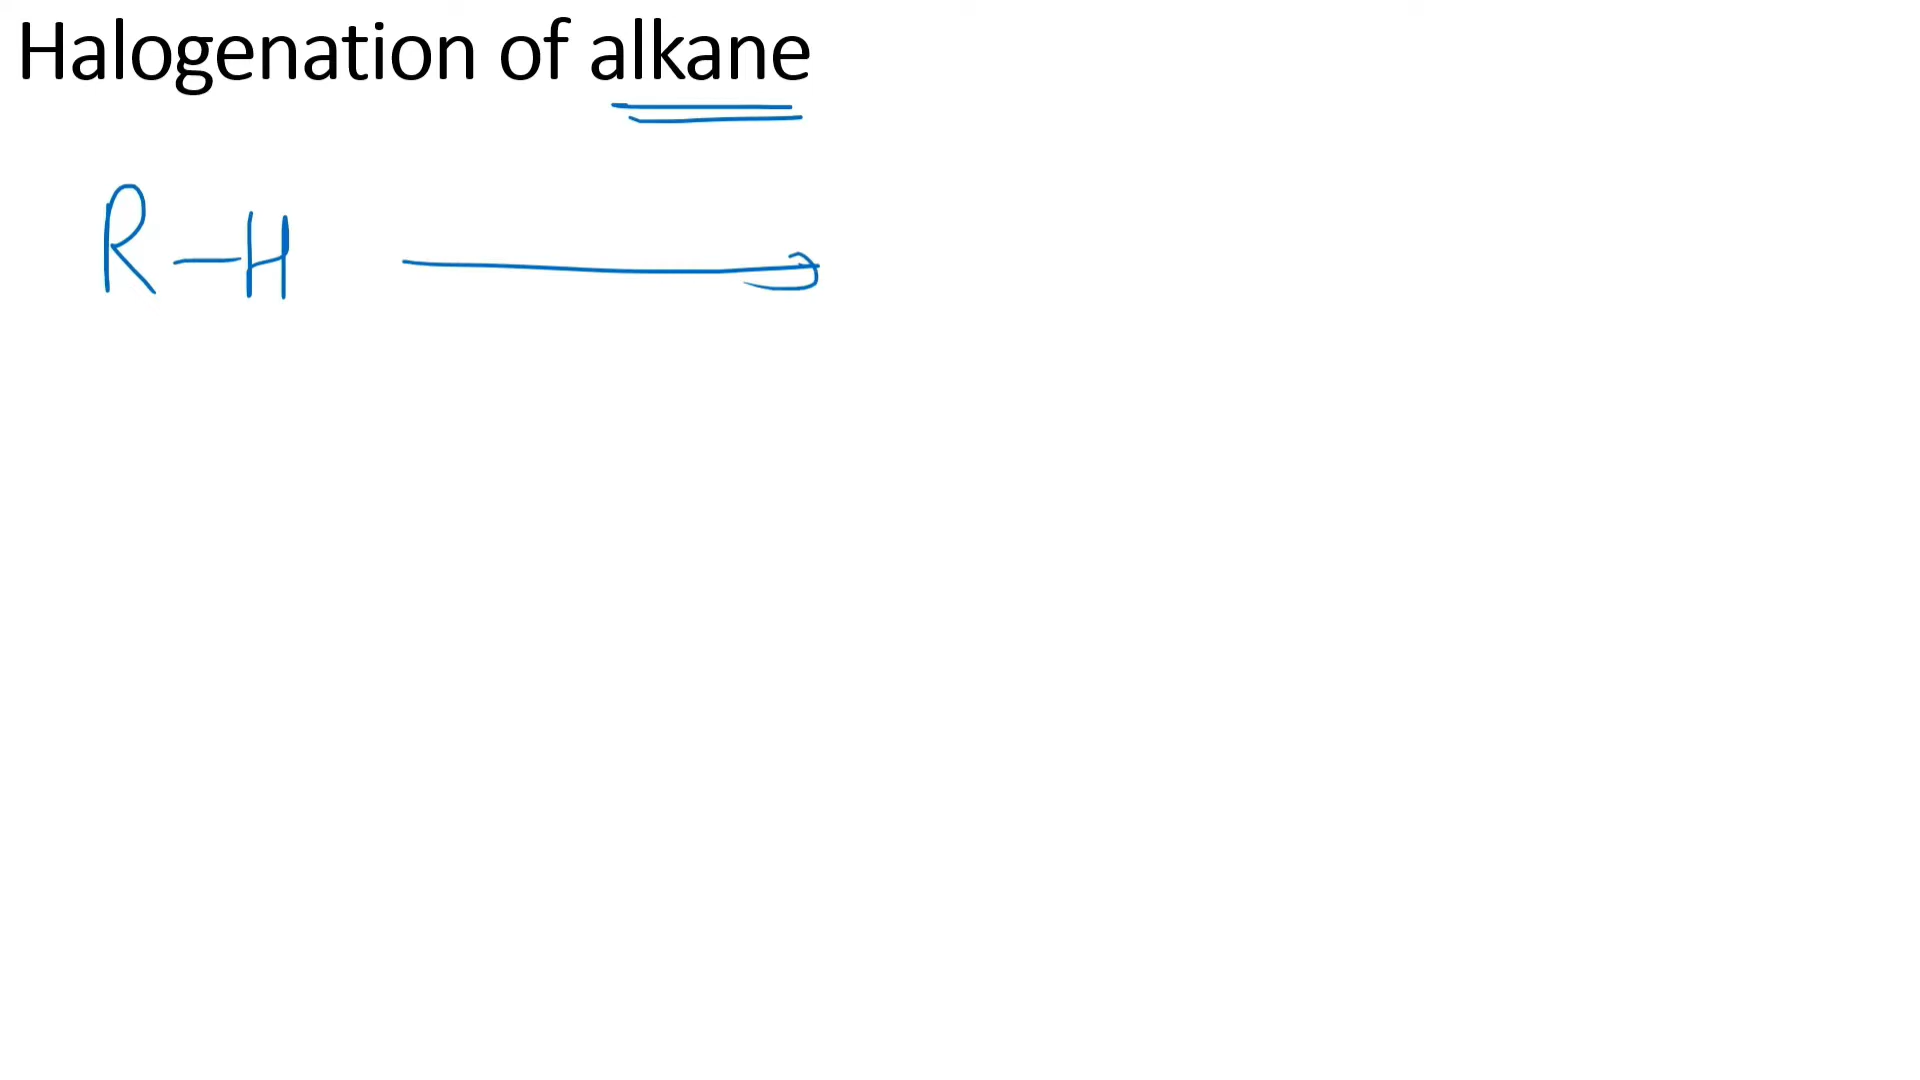 Halogenation of alkane
R-H →